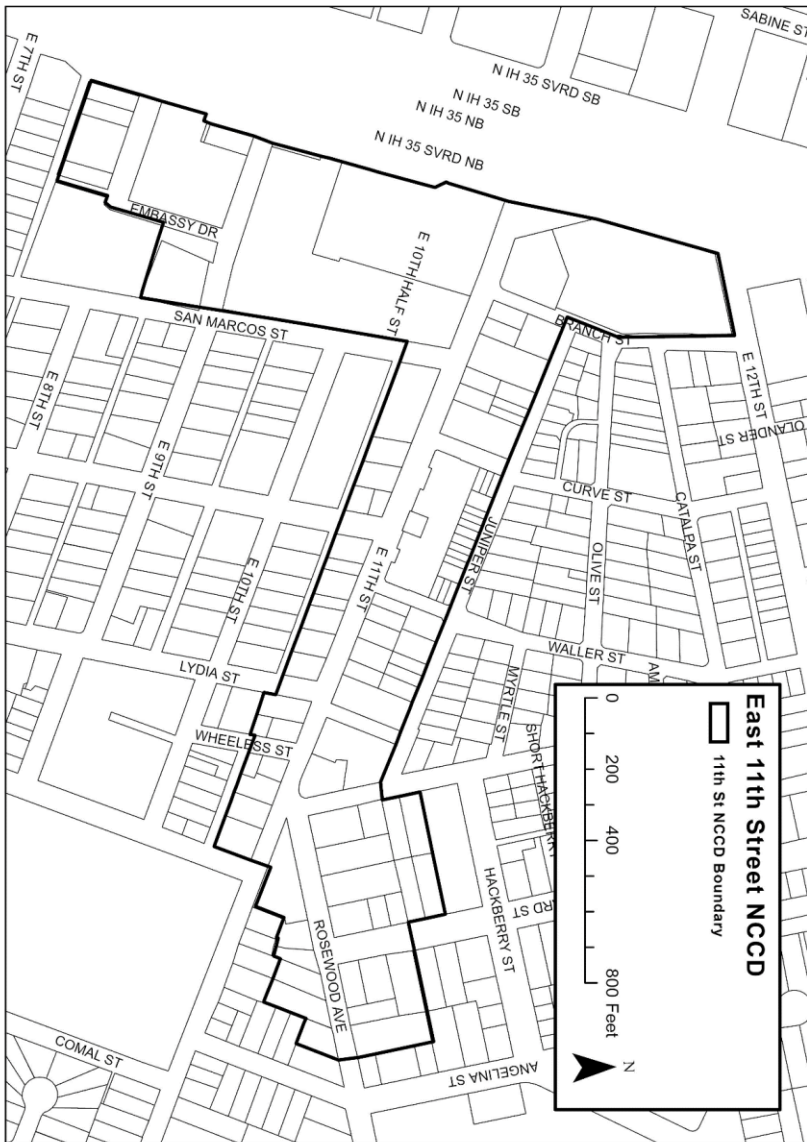 SABINE ST
E 7TH ST
N IH 35 SVRD SB
N IH 35 SB
N IH 35 NB
N IH 35 SVRD NB
EMBASSY DR
E 10TH HALF ST
SAN MARCOS ST
BRANCH ST
E 12TH ST
OLANDER ST
E 8TH ST
E 9TH ST
CURVE ST
CATALPA ST
JUNIPER ST
OLIVE ST
E 11TH ST
E 10TH ST
WALLER ST
LYDIA ST
MYRTLE ST
AM
WHEELESS ST
SHORT HACKBERRY
HACKBERRY ST
RD ST
ROSEWOOD AVE
COMAL ST
ANGELINA ST
East 11th Street NCCD
11th St NCCD Boundary
0 200 400 800 Feet
N